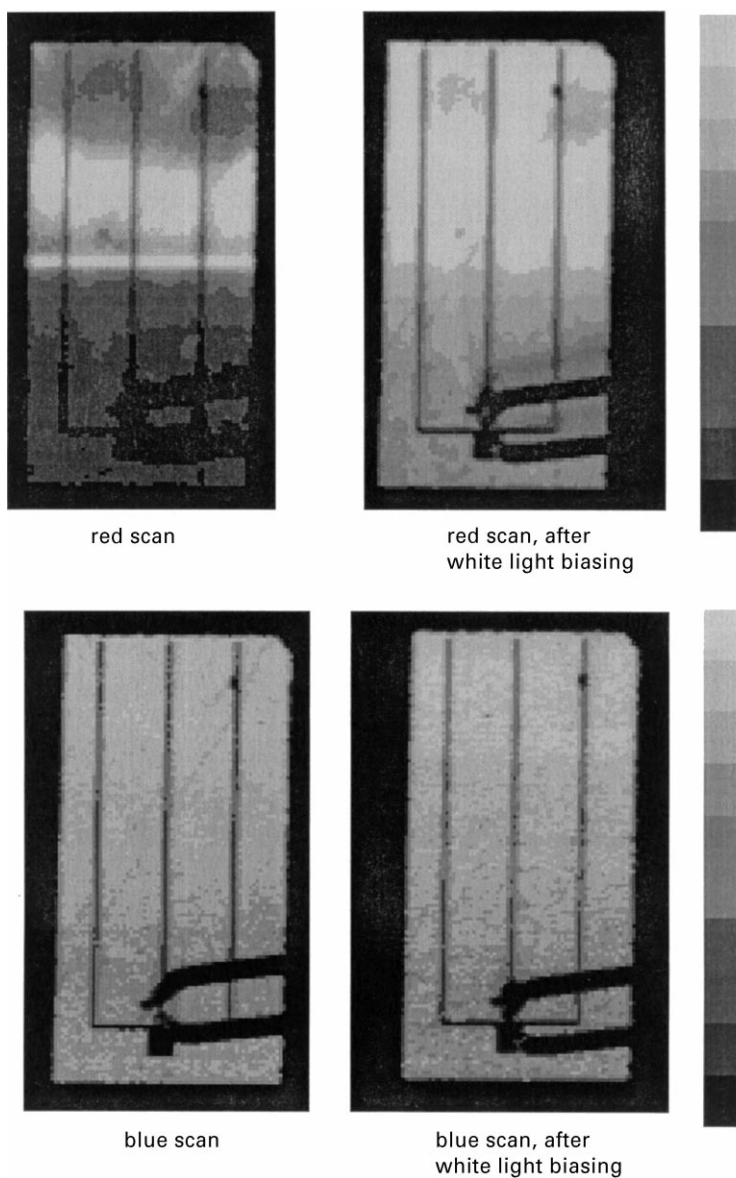 red scan
red scan, after
white light biasing
blue scan
blue scan, after
white light biasing